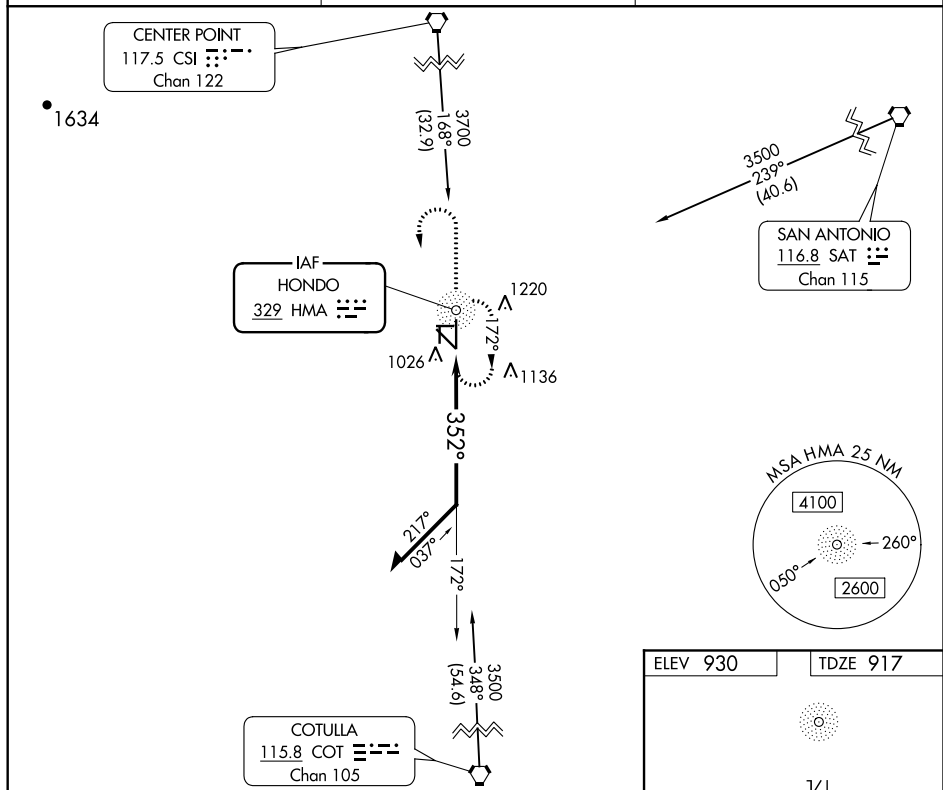 CENTER POINT
117.5 CSI
Chan 122
1634
3700
168°
(32.9)
3500
239°
(40.6)
SAN ANTONIO
116.8 SAT
Chan 115
IAF
HONDO
329 HMA
1220
172°
1026
1136
352°
217°
037°
172°
MSA HMA 25 NM
4100
260°
050°
2600
3500
348°
(54.6)
COTULLA
115.8 COT
Chan 105
ELEV 930
TDZE 917